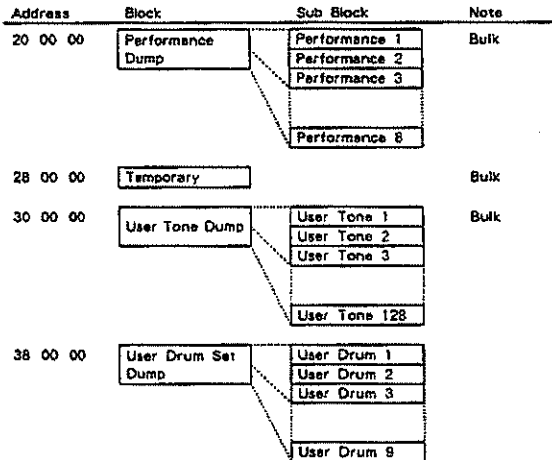 Address Block Sub Block Note
20 00 00 Performance Dump Performance 1 Bulk
Performance 2
Performance 3
Performance 8
28 00 00 Temporary Bulk
30 00 00 User Tone Dump User Tone 1 Bulk
User Tone 2
User Tone 3
User Tone 128
38 00 00 User Drum Set Dump User Drum 1
User Drum 2
User Drum 3
User Drum 9